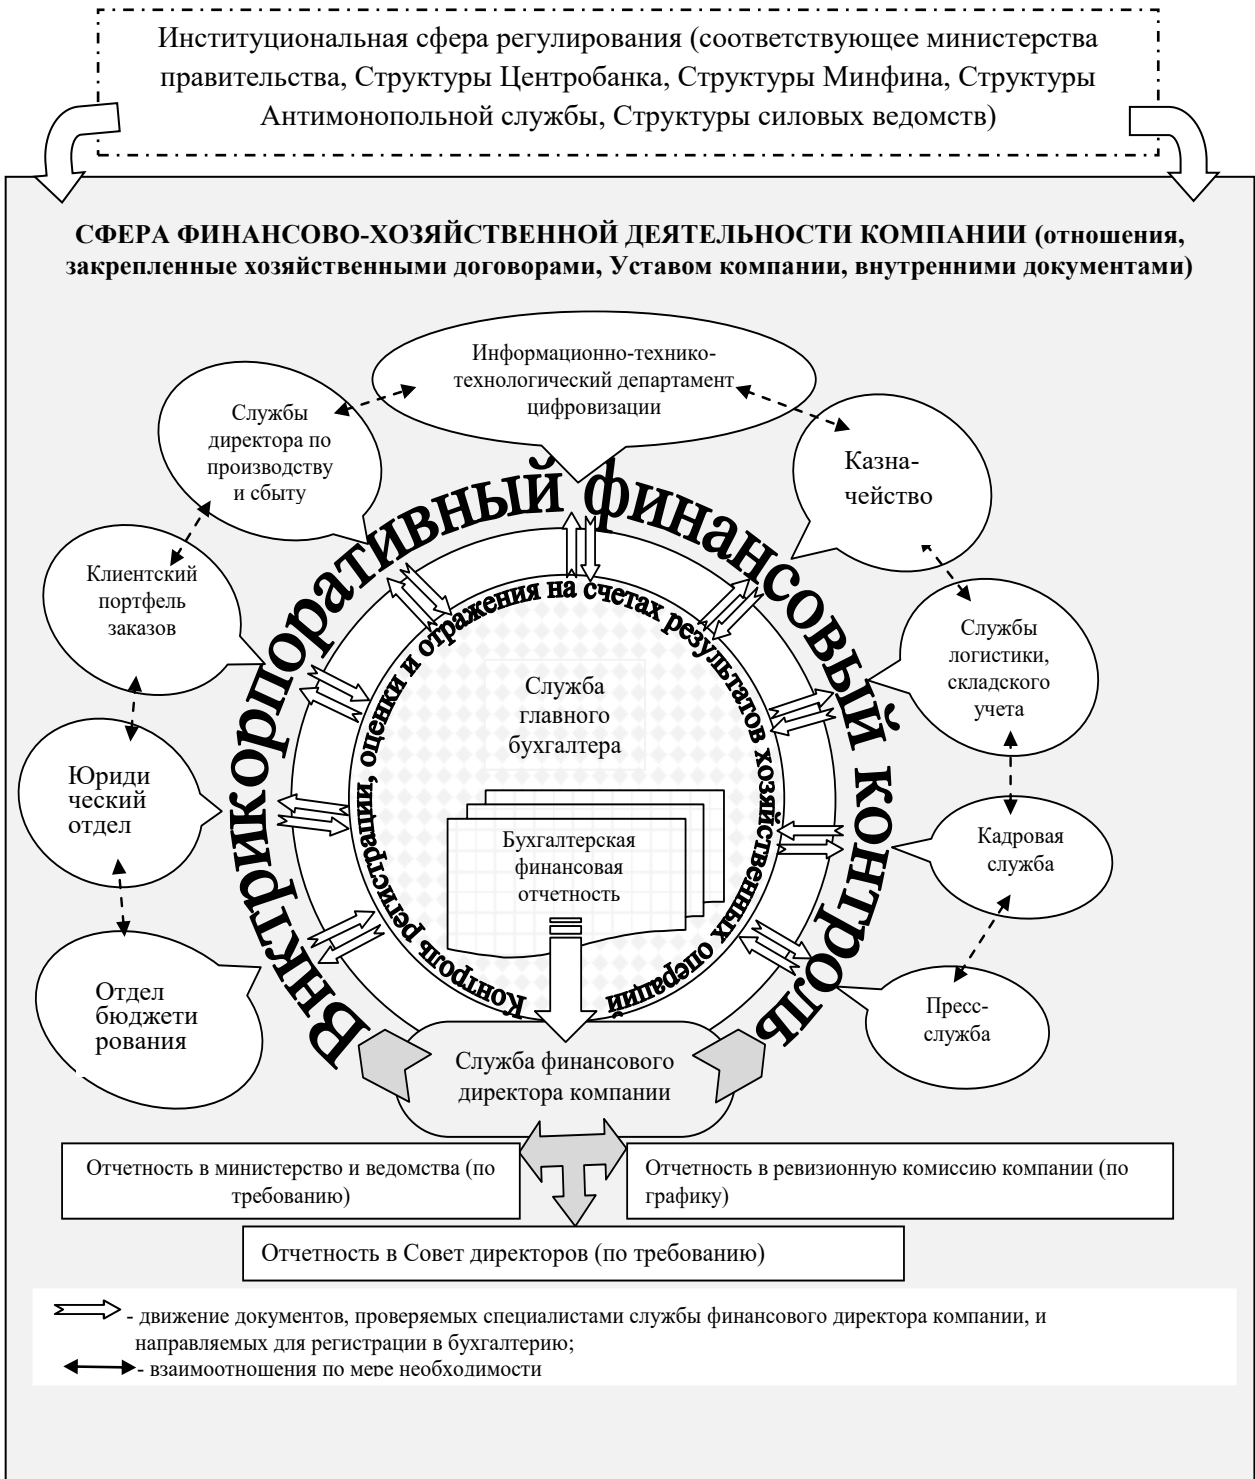 Институциональная сфера регулирования (соответствующее министерства
правительства, Структуры Центробанка, Структуры Минфина, Структуры
Антимонопольной службы, Структуры силовых ведомств)
СФЕРА ФИНАНСОВО-ХОЗЯЙСТВЕННОЙ ДЕЯТЕЛЬНОСТИ КОМПАНИИ (отношения,
закрепленные хозяйственными договорами, Уставом компании, внутренними документами)
Информационно-технико-
технологический департамент
цифровизации
Службы
директора по
производству
и сбыту
Казна-
чейство
Клиентский
портфель
заказов
Службы
логистики,
складского
учета
Юриди
ческий
отдел
Кадровая
служба
Отдел
бюджети
рования
Пресс-
служба
Внктрикорпоративный финансовый контроль
Контроль регистрации, оценки и отражения на счетах результатов хозяйственных операций
Служба
главного
бухгалтера
Бухгалтерская
финансовая
отчетность
Служба финансового
директора компании
Отчетность в министерство и ведомства (по
требованию)
Отчетность в ревизионную комиссию компании (по
графику)
Отчетность в Совет директоров (по требованию)
- движение документов, проверяемых специалистами службы финансового директора компании, и
направляемых для регистрации в бухгалтерию;
- взаимоотношения по мере необходимости